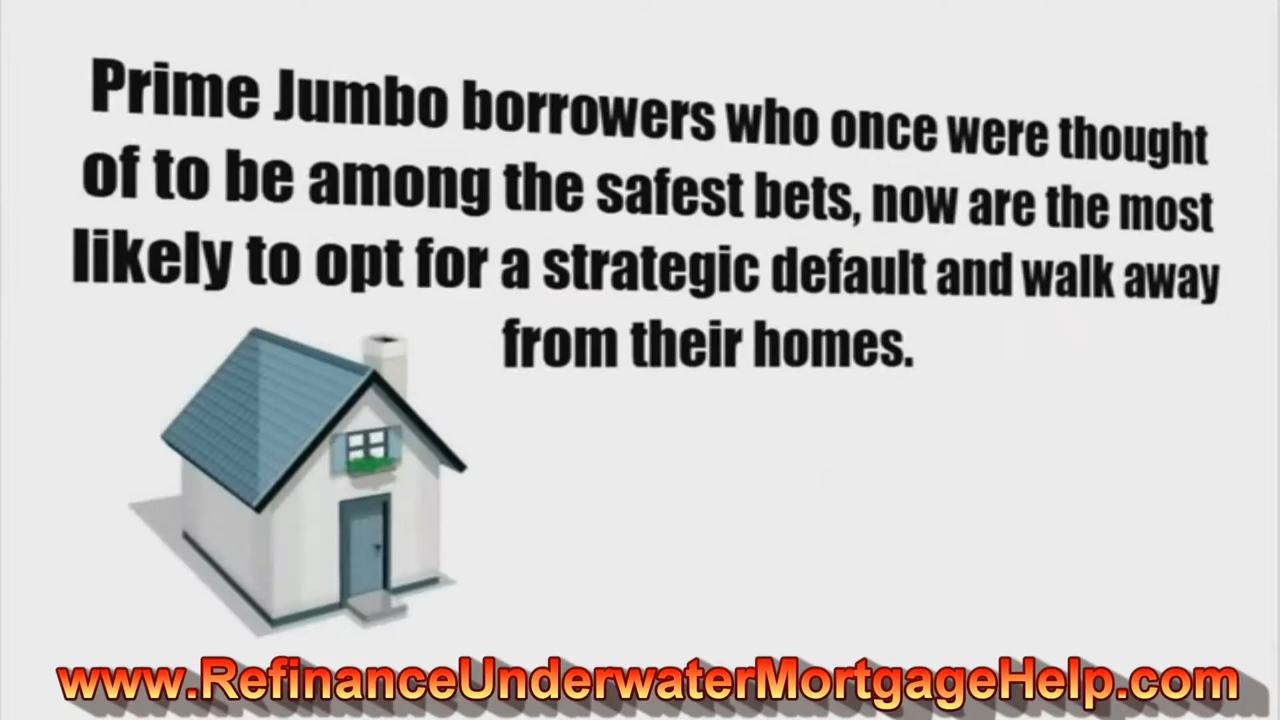 Prime Jumbo borrowers who once were thought
of to be among the safest bets, now are the most
likely to opt for a strategic default and walk away
from their homes.
www.RefinanceUnderwaterMortgageHelp.com